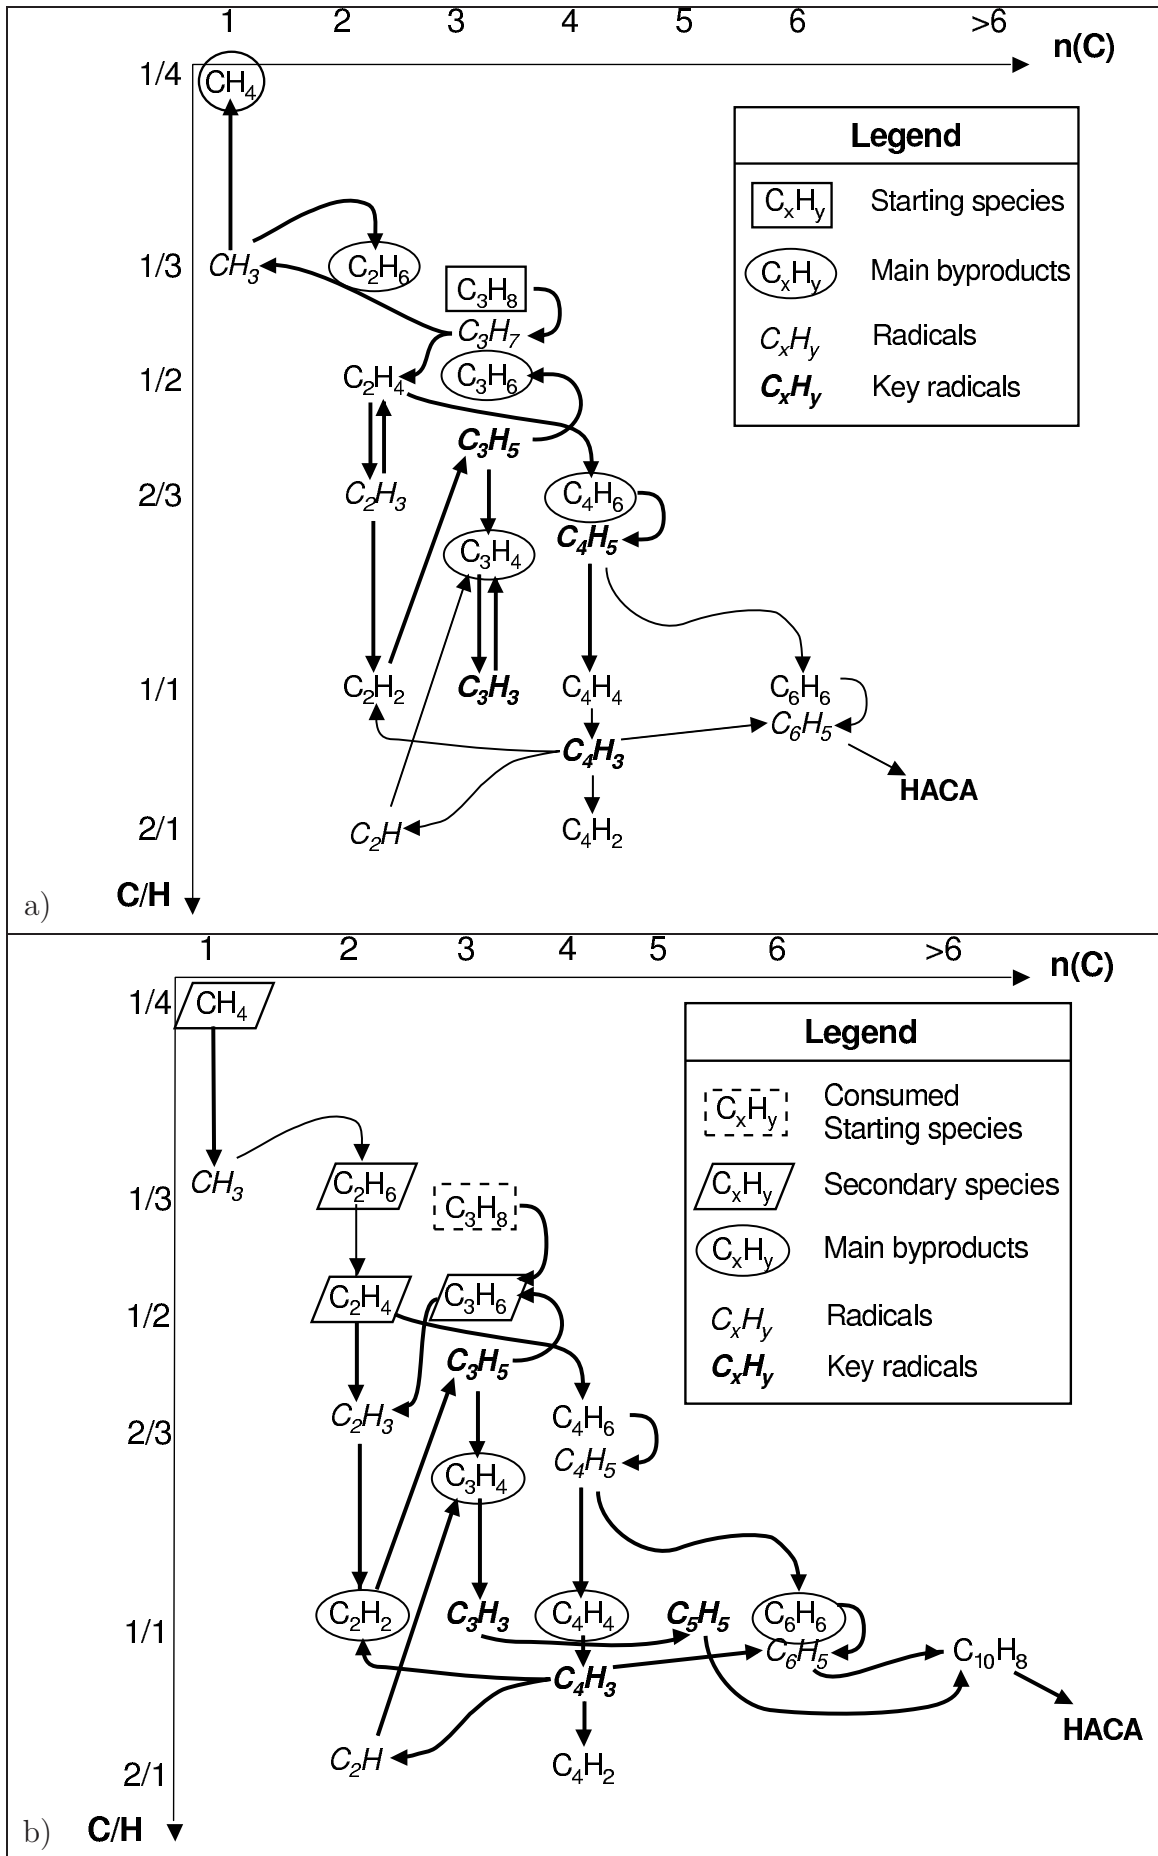 1 2 3 4 5 6 >6
n(C)
1/4 CH4
Legend
CxHy Starting species
1/3 CH3 C2H6 CxHy Main byproducts
C3H8
C3H7 CxHy Radicals
1/2 C2H4 C3H6 CxHy Key radicals
C3H5
2/3 C2H3 C4H6
C4H5
C3H4
1/1 C2H2 C3H3 C4H4 C6H6
C6H5
C4H3
HACA
2/1 C2H C4H2
C/H
a)
1 2 3 4 5 6 >6
n(C)
1/4 CH4
Legend
CxHy Consumed
Starting species
1/3 CH3 C2H6 CxHy Secondary species
C3H8
CxHy Main byproducts
1/2 C2H4 C3H6 CxHy Radicals
C3H5 CxHy Key radicals
2/3 C2H3 C4H6
C4H5
C3H4
1/1 C2H2 C3H3 C4H4 C5H5 C6H6
C6H5 C10H8
C4H3
HACA
2/1 C2H C4H2
C/H
b)